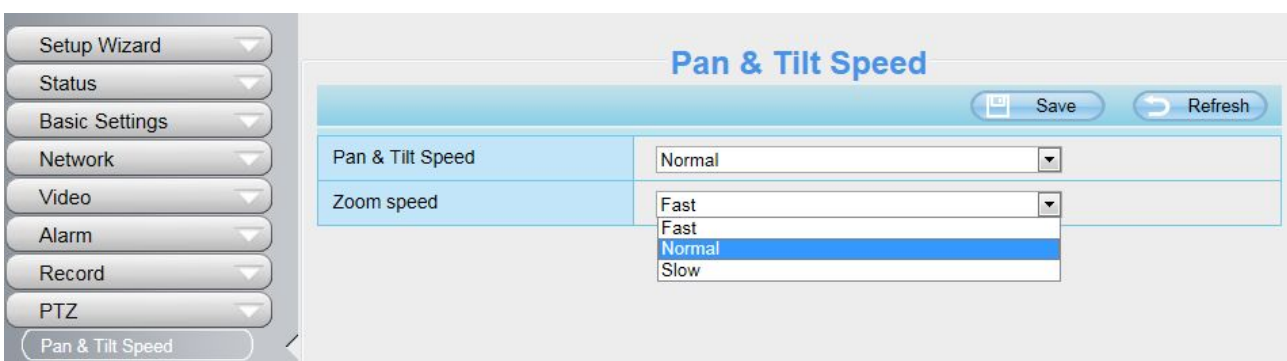 Setup Wizard
Status
Basic Settings
Network
Video
Alarm
Record
PTZ
Pan & Tilt Speed
Pan & Tilt Speed
Save Refresh
Pan & Tilt Speed Normal
Zoom speed Fast
Fast
Normal
Slow